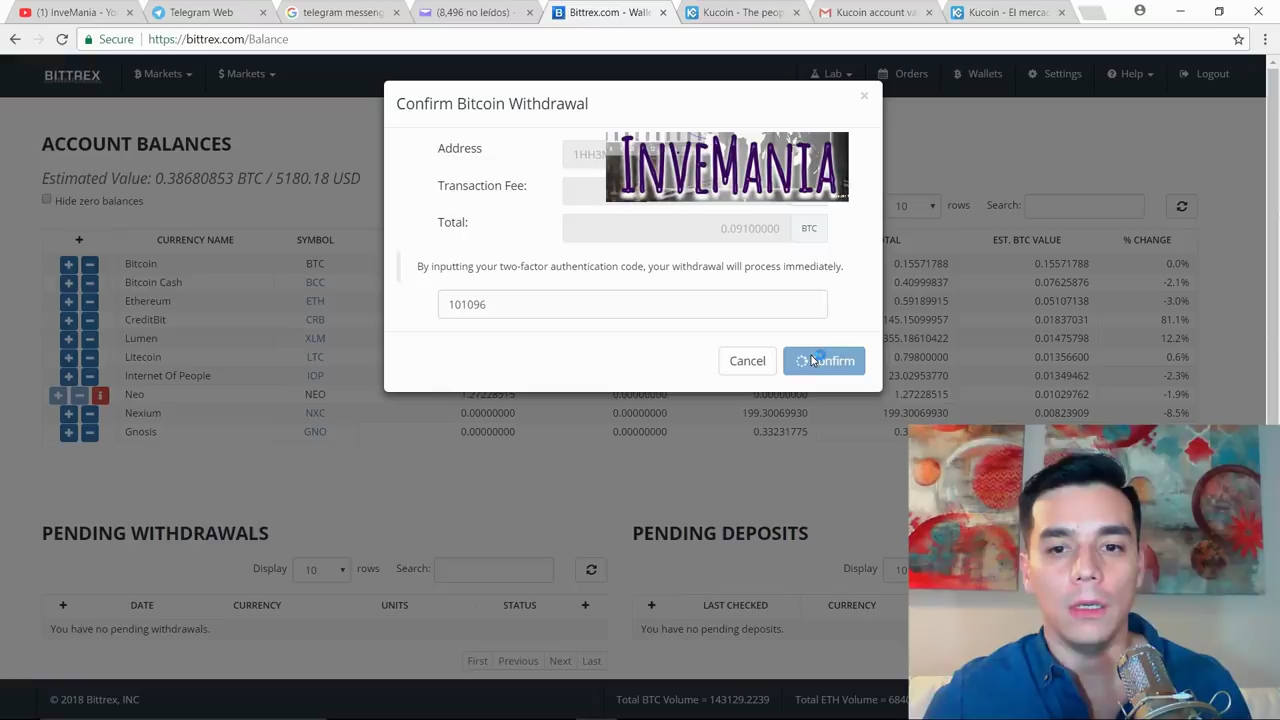 InveMania - Yo
Telegram Web
telegram messeng
(8,496 no leídos)
Bittrex.com - Walle
Kucoin - The peop
Kucoin account va
Kucoin - El merca
Secure
https://bittrex.com/Balance
BITTREX
Markets
$ Markets
Lab
Orders
Wallets
Settings
Help
Logout
Confirm Bitcoin Withdrawal
×
ACCOUNT BALANCES
Estimated Value: 0.38680853 BTC / 5180.18 USD
Hide zero balances
Address
1HH3
INVEMANIA
Transaction Fee:
Total:
0.09100000
BTC
10
rows
Search:
By inputting your two-factor authentication code, your withdrawal will process immediately.
101096
Cancel
Confirm
+ CURRENCY NAME SYMBOL TAL EST. BTC VALUE % CHANGE
Bitcoin BTC 0.15571788 0.15571788 0.0%
Bitcoin Cash BCC 0.40999837 0.07625876 -2.1%
Ethereum ETH 0.59189915 0.05107138 -3.0%
CreditBit CRB 145.15099957 0.01837031 81.1%
Lumen XLM 355.18610422 0.01475385 12.2%
Litecoin LTC 0.79800000 0.01356600 0.6%
Internet Of People IOP 23.02953770 0.01349462 -2.3%
Neo NEO 1.27228515 0.00000000 0.00000000 1.27228515 0.01029762 -1.9%
Nexium NXC 0.00000000 0.00000000 199.30069930 199.30069930 0.00823909 -8.5%
Gnosis GNO 0.00000000 0.00000000 0.33231775 0.3
PENDING WITHDRAWALS
Display 10 rows Search:
+ DATE CURRENCY UNITS STATUS +
You have no pending withdrawals.
First Previous Next Last
PENDING DEPOSITS
Display 10
+ LAST CHECKED CURRENCY
You have no pending deposits.
© 2018 Bittrex, INC
Total BTC Volume = 143129.2239
Total ETH Volume = 6840